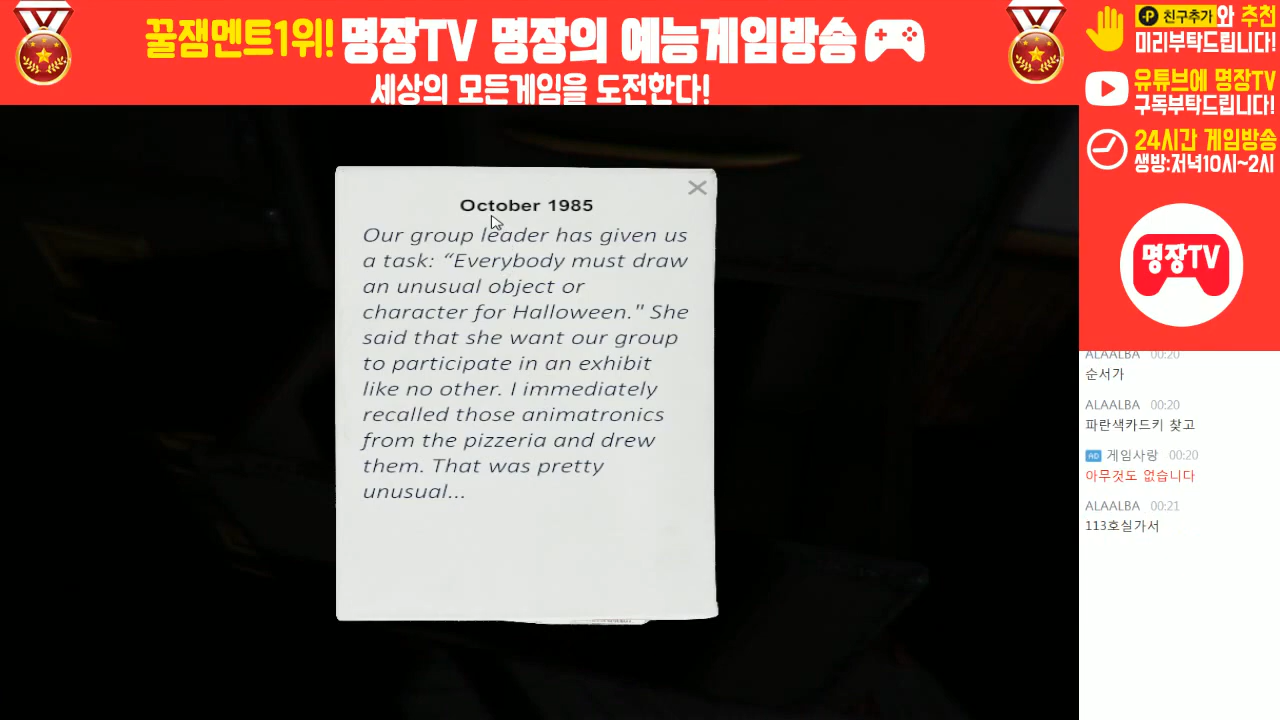 꿀잼멘트1위! 명장TV 명장의 예능게임방송
세상의 모든게임을 도전한다!
P 친구추가 와 추천
미리부탁드립니다!
유튜브에 명장TV
구독부탁드립니다!
24시간 게임방송
생방:저녁10시~2시
명장TV
October 1985
Our group leader has given us
a task: “Everybody must draw
an unusual object or
character for Halloween." She
said that she want our group
to participate in an exhibit
like no other. I immediately
recalled those animatronics
from the pizzeria and drew
them. That was pretty
unusual...
ALAALBA 00:20
순서가
ALAALBA 00:20
파란색카드키 찾고
AD 게임사랑 00:20
아무것도 없습니다
ALAALBA 00:21
113호실가서